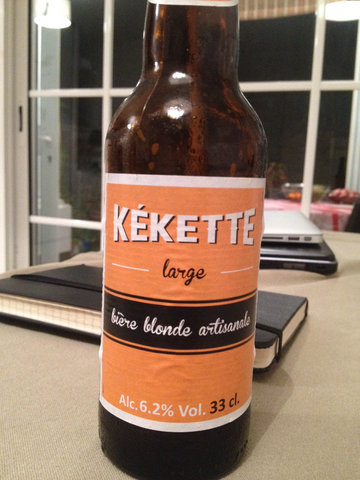 KÉKETTE
large
bière blonde artisanale
Alc.6.2% Vol. 33 cl.